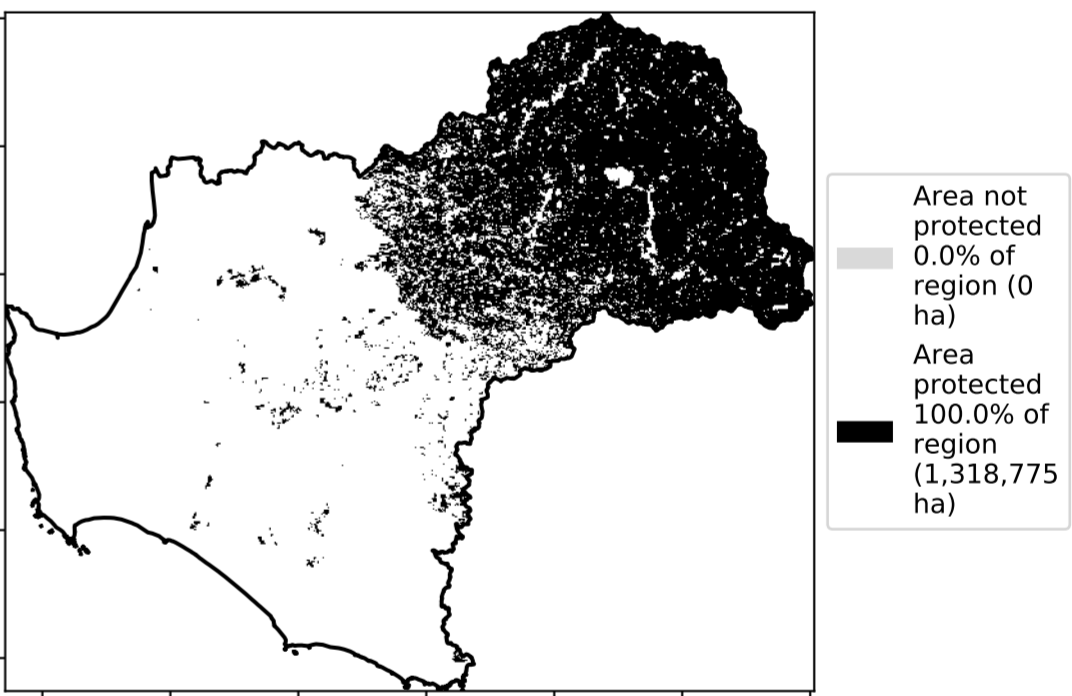 Area not
protected
0.0% of
region (0
ha)
Area
protected
100.0% of
region
(1,318,775
ha)